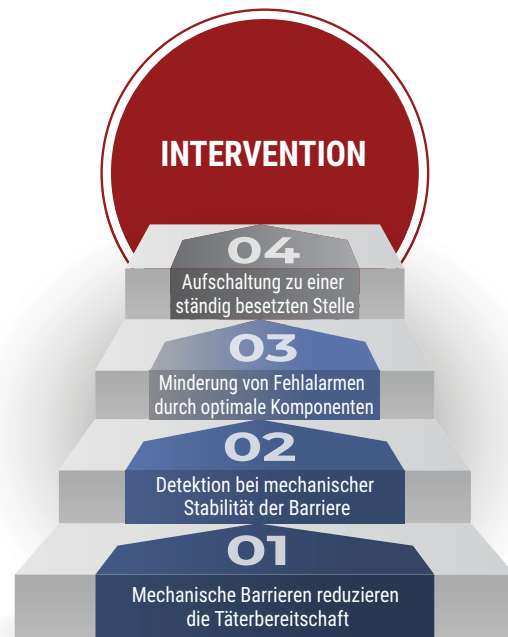 INTERVENTION
04
Aufschaltung zu einer
ständig besetzten Stelle
03
Minderung von Fehlalarmen
durch optimale Komponenten
02
Detektion bei mechanischer
Stabilität der Barriere
01
Mechanische Barrieren reduzieren
die Täterbereitschaft